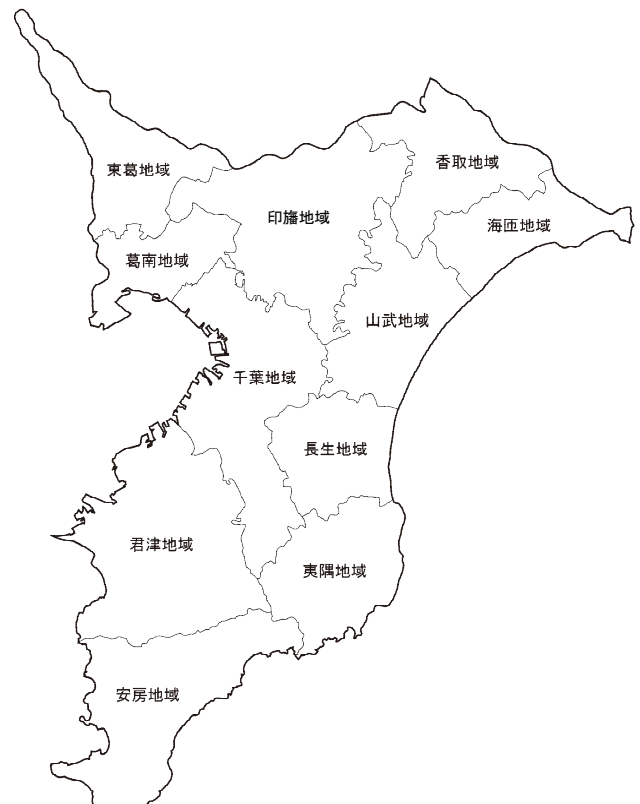 東葛地域
香取地域
印旛地域
海匝地域
葛南地域
山武地域
千葉地域
長生地域
君津地域
夷隅地域
安房地域